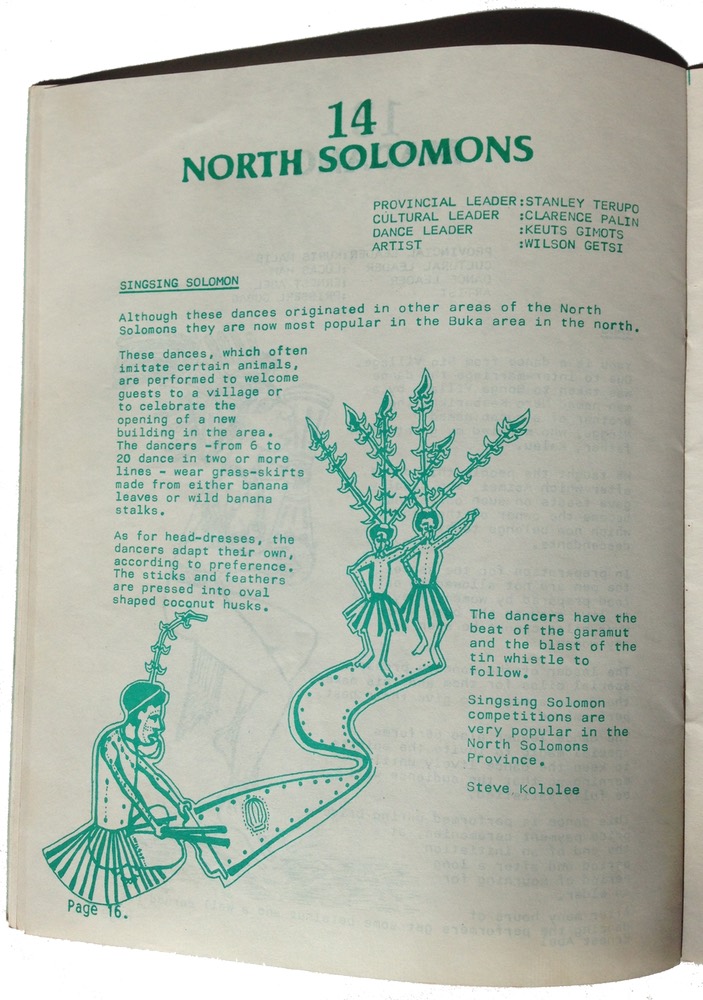 14
NORTH SOLOMONS
PROVINCIAL LEADER:STANLEY TERUPO
CULTURAL LEADER :CLARENCE PALIN
DANCE LEADER :KEUTS GIMOTS
ARTIST :WILSON GETSI
SINGSING SOLOMON
Although these dances originated in other areas of the North
Solomons they are now most popular in the Buka area in the north.
These dances, which often
imitate certain animals,
are performed to welcome
guests to a village or
to celebrate the
opening of a new
building in the area.
The dancers -from 6 to
20 dance in two or more
lines - wear grass-skirts
made from either banana
leaves or wild banana
stalks.
As for head-dresses, the
dancers adapt their own,
according to preference.
The sticks and feathers
are pressed into oval
shaped coconut husks.
The dancers have the
beat of the garamut
and the blast of the
tin whistle to
follow.
Singsing Solomon
competitions are
very popular in the
North Solomons
Province.
Steve Kololee
Page 16.